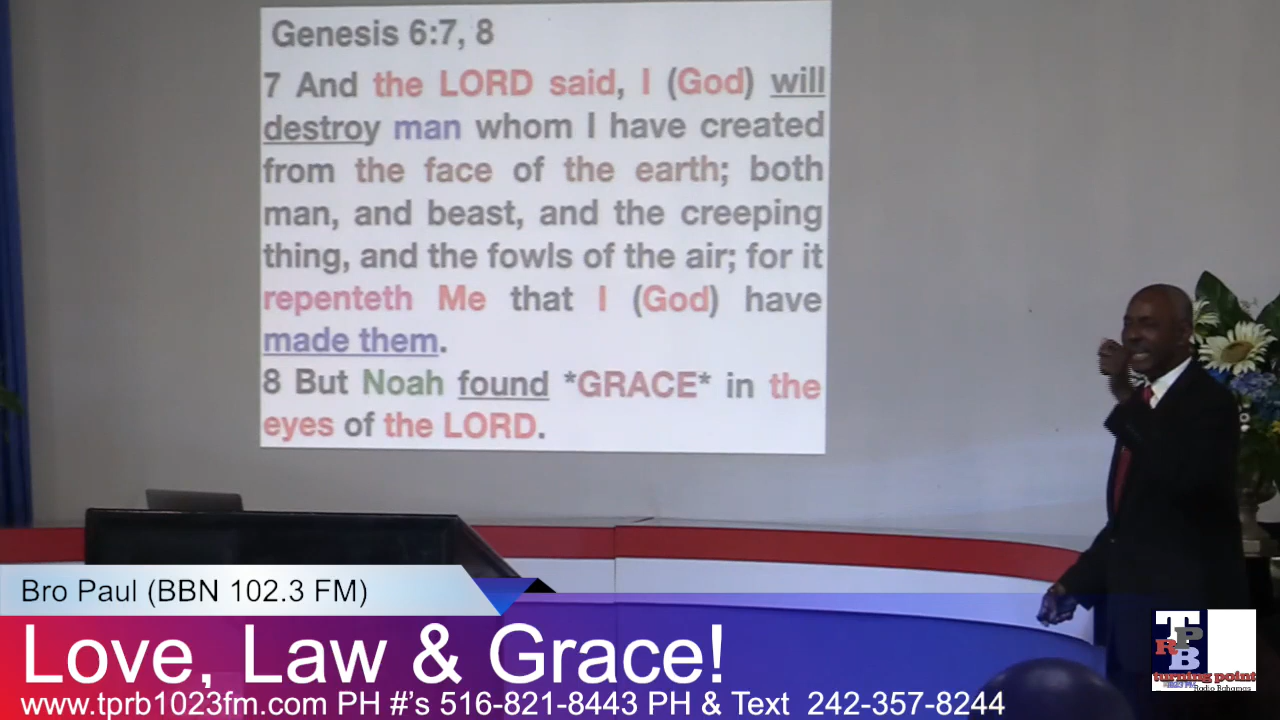 Genesis 6:7, 8
7 And the LORD said, I (God) will
destroy man whom I have created
from the face of the earth; both
man, and beast, and the creeping
thing, and the fowls of the air; for it
repenteth Me that I (God) have
made them.
8 But Noah found *GRACE* in the
eyes of the LORD.
Bro Paul (BBN 102.3 FM)
Love, Law & Grace!
www.tprb1023fm.com PH #'s 516-821-8443 PH & Text 242-357-8244
TPRB
turning point
Radio Bahamas